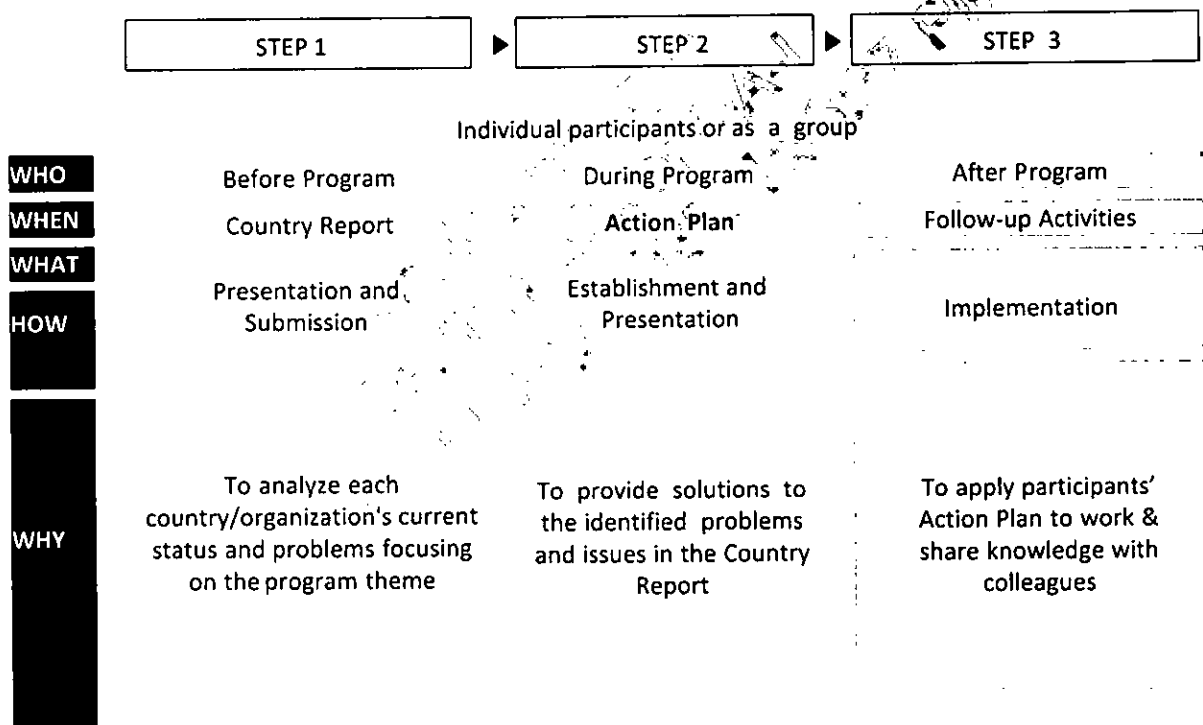 STEP 1 STEP 2 STEP 3
Individual participants or as a group
WHO Before Program During Program After Program
WHEN Country Report Action Plan Follow-up Activities
WHAT
Presentation and Establishment and
HOW Submission Presentation Implementation
To analyze each To provide solutions to To apply participants'
country/organization's current the identified problems Action Plan to work &
WHY status and problems focusing and issues in the Country share knowledge with
on the program theme Report colleagues